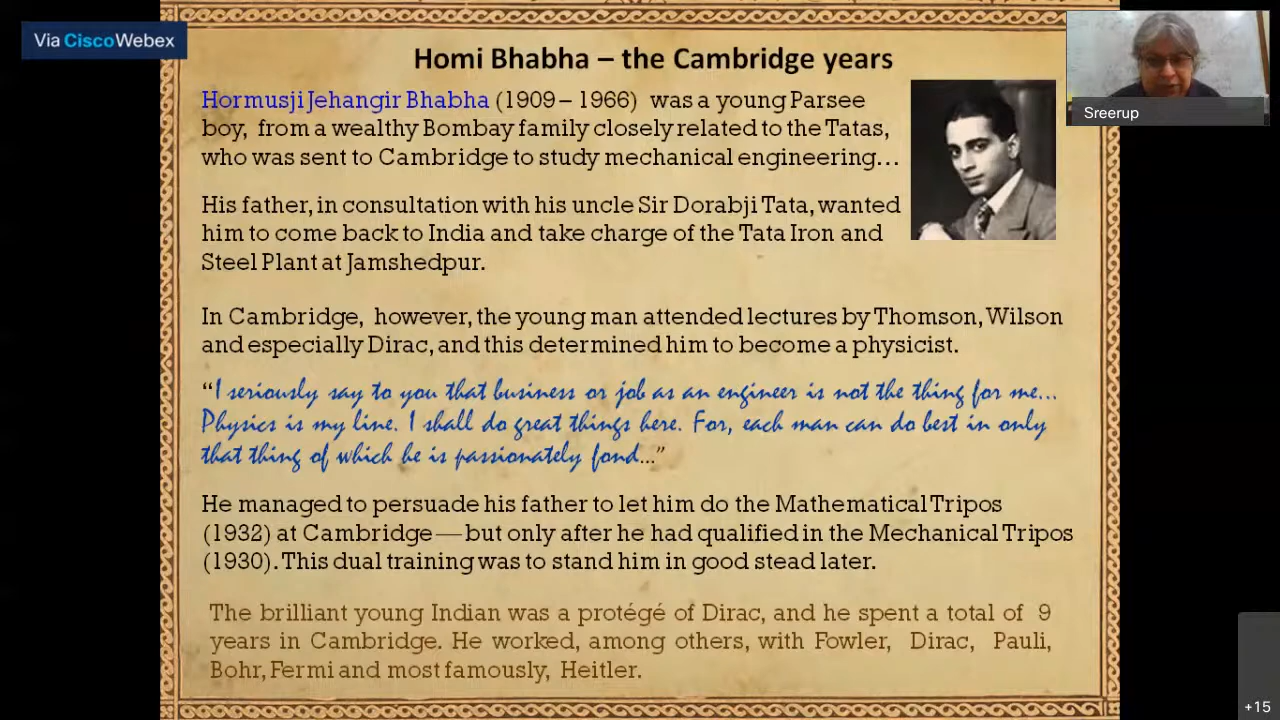 Via CiscoWebex
Homi Bhabha – the Cambridge years
Sreerup
Hormusji Jehangir Bhabha (1909 – 1966) was a young Parsee
boy, from a wealthy Bombay family closely related to the Tatas,
who was sent to Cambridge to study mechanical engineering…
His father, in consultation with his uncle Sir Dorabji Tata, wanted
him to come back to India and take charge of the Tata Iron and
Steel Plant at Jamshedpur.
In Cambridge, however, the young man attended lectures by Thomson, Wilson
and especially Dirac, and this determined him to become a physicist.
“I seriously say to you that business or job as an engineer is not the thing for me…
Physics is my line. I shall do great things here. For, each man can do best in only
that thing of which he is passionately fond…”
He managed to persuade his father to let him do the Mathematical Tripos
(1932) at Cambridge—but only after he had qualified in the Mechanical Tripos
(1930). This dual training was to stand him in good stead later.
The brilliant young Indian was a protégé of Dirac, and he spent a total of 9
years in Cambridge. He worked, among others, with Fowler, Dirac, Pauli,
Bohr, Fermi and most famously, Heitler.
+15